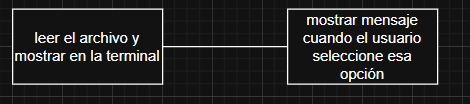 leer el archivo y
mostrar en la terminal
mostrar mensaje
cuando el usuario
seleccione esa
opción